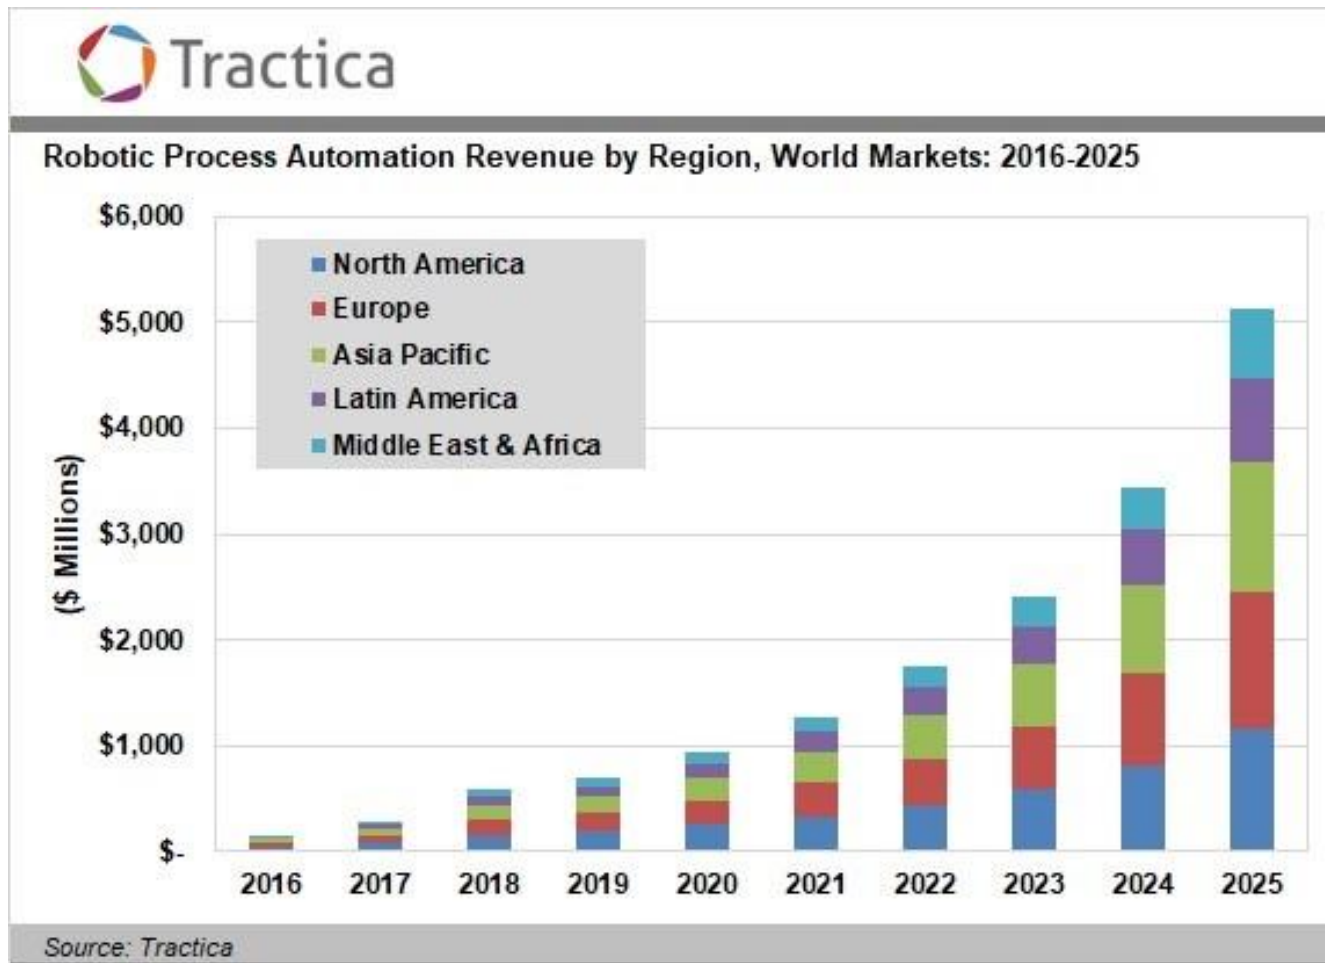 Tractica
Robotic Process Automation Revenue by Region, World Markets: 2016-2025
($ Millions)
$6,000
$5,000
$4,000
$3,000
$2,000
$1,000
$-
North America
Europe
Asia Pacific
Latin America
Middle East & Africa
2016 2017 2018 2019 2020 2021 2022 2023 2024 2025
Source: Tractica